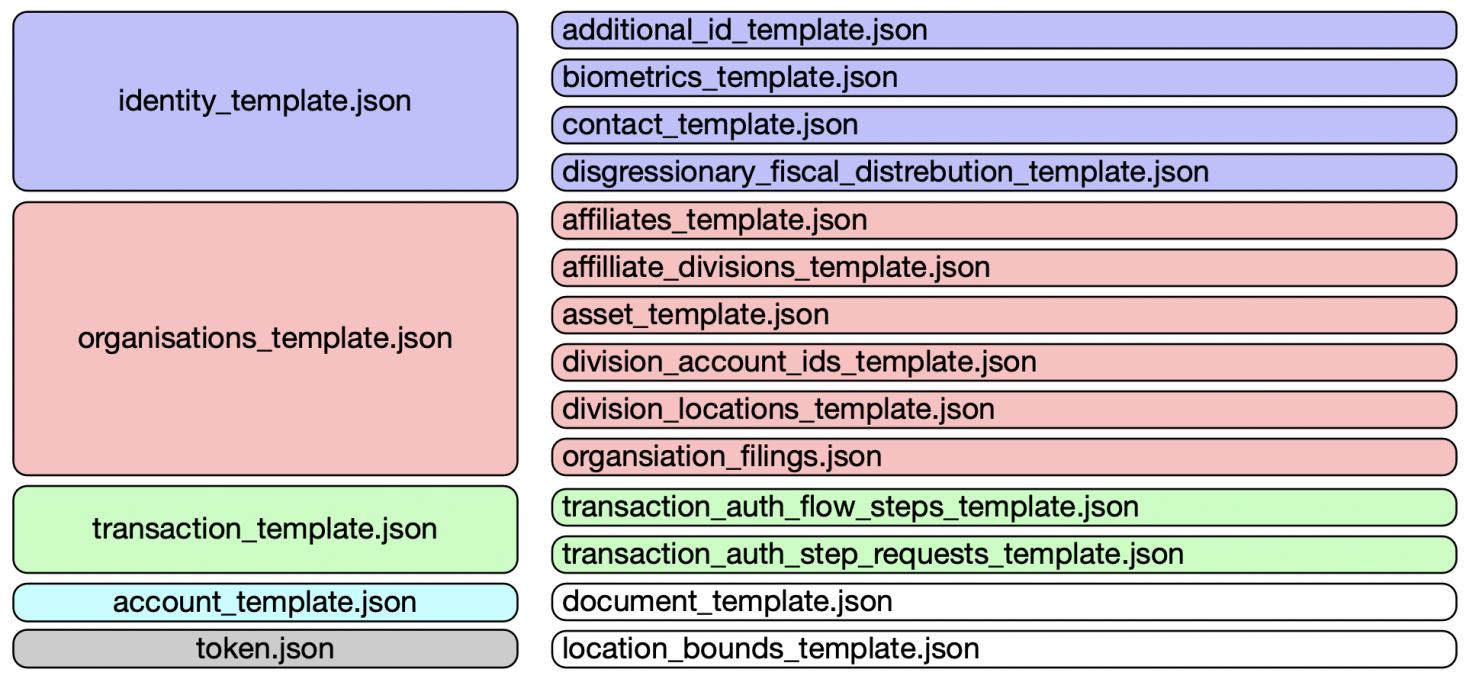 identity_template.json
additional_id_template.json
biometrics_template.json
contact_template.json
disgressionary_fiscal_distrebution_template.json
organisations_template.json
affiliates_template.json
affilliate_divisions_template.json
asset_template.json
division_account_ids_template.json
division_locations_template.json
organsiation_filings.json
transaction_template.json
transaction_auth_flow_steps_template.json
transaction_auth_step_requests_template.json
account_template.json
document_template.json
token.json
location_bounds_template.json